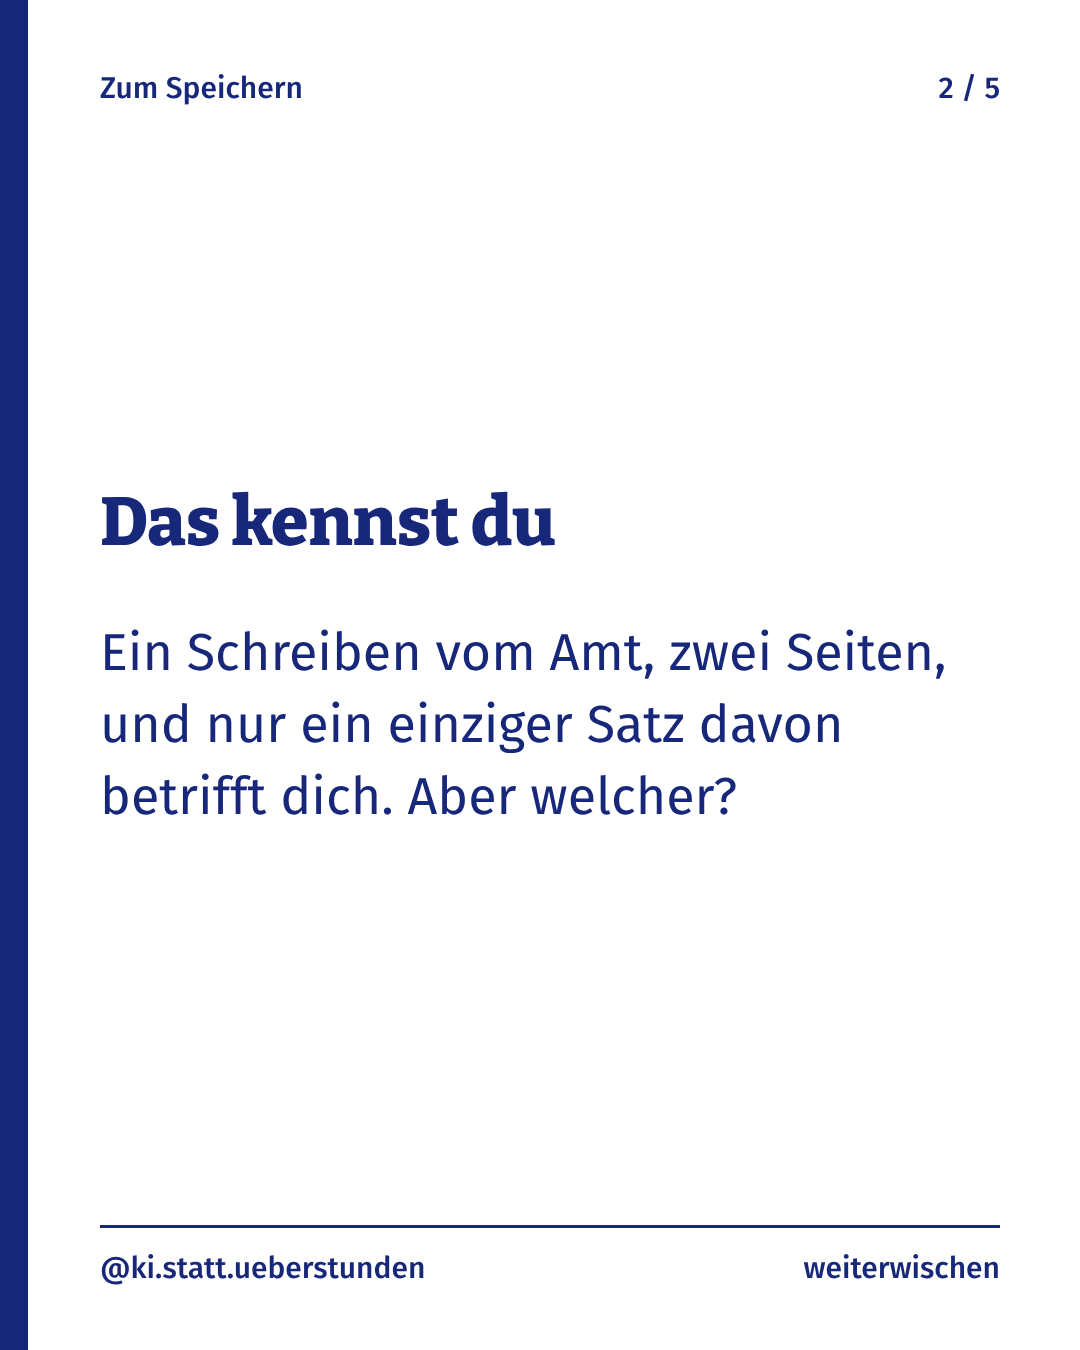 Zum Speichern
2 / 5
Das kennst du
Ein Schreiben vom Amt, zwei Seiten,
und nur ein einziger Satz davon
betrifft dich. Aber welcher?
@ki.statt.ueberstunden
weiterwischen